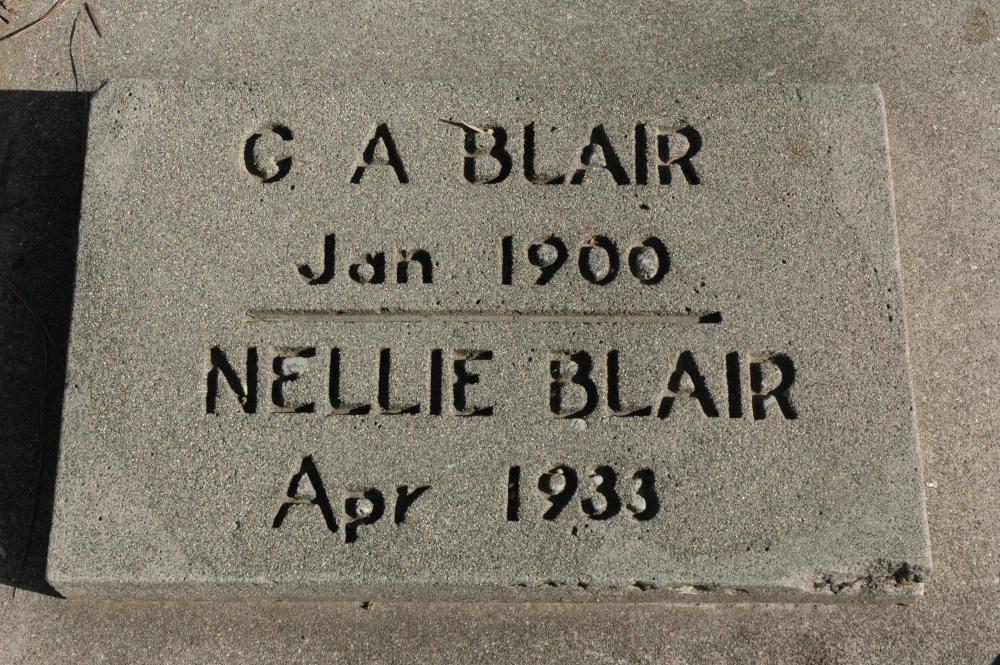 G A BLAIR
Jan 1900
NELLIE BLAIR
Apr 1933